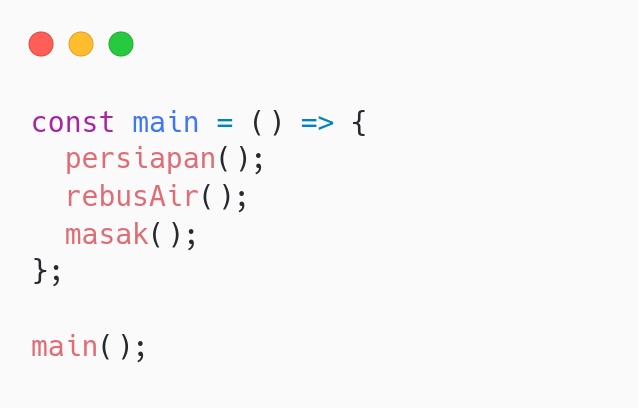 const main = () => {
  persiapan();
  rebusAir();
  masak();
};

main();